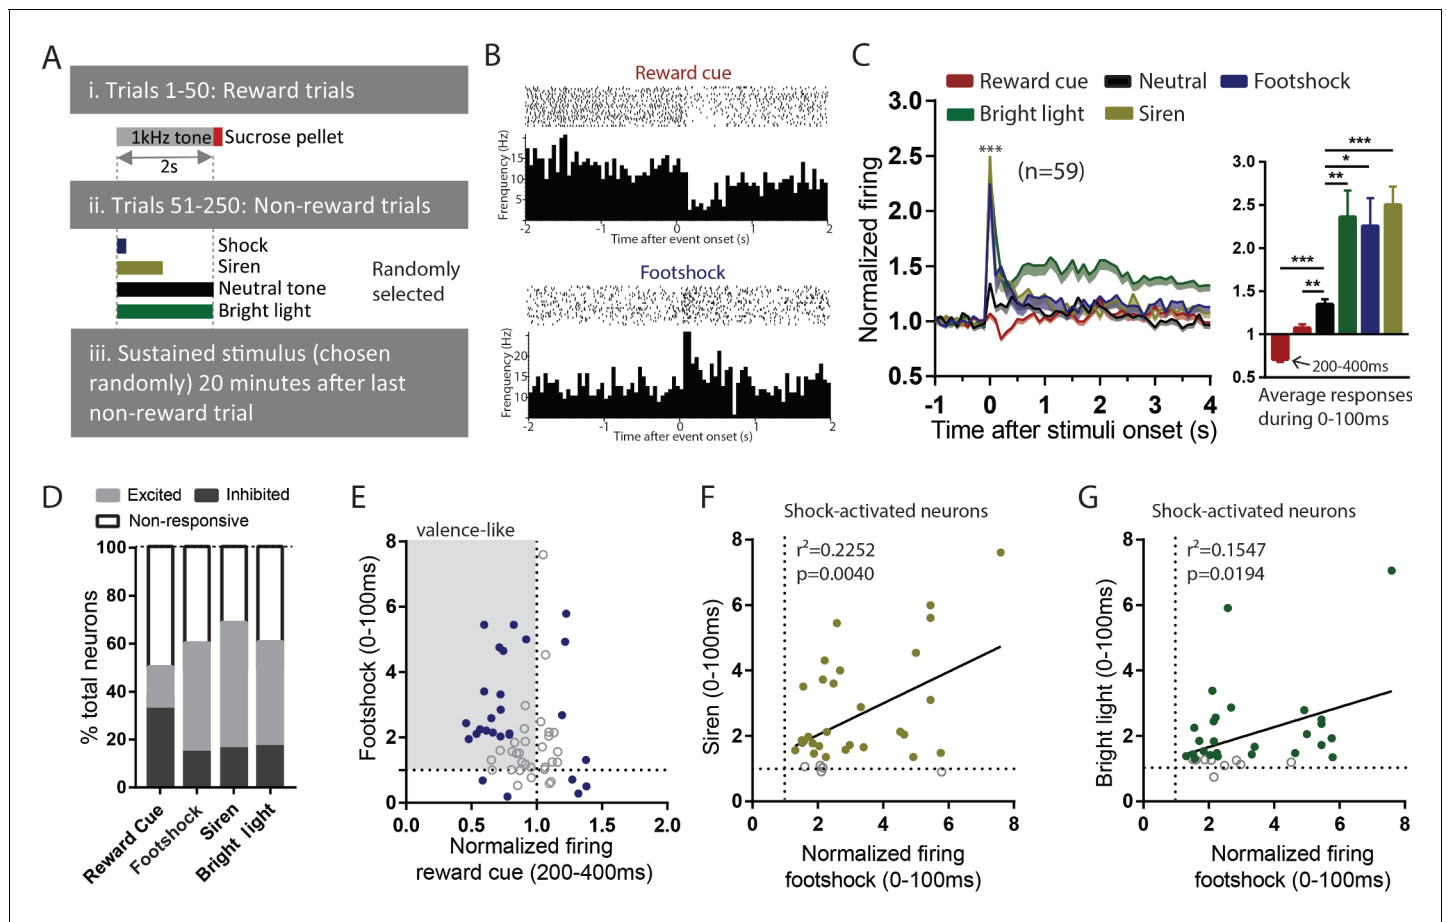 A
i. Trials 1-50: Reward trials
1kHz tone Sucrose pellet
2s
ii. Trials 51-250: Non-reward trials
Shock
Siren
Neutral tone
Bright light
Randomly
selected
iii. Sustained stimulus (chosen
randomly) 20 minutes after last
non-reward trial
B
Reward cue
Frenquency (Hz)
15
10
5
-2 -1 0 1 2
Time after event onset (s)
Footshock
Frenquency (Hz)
25
20
15
10
-2 -1 0 1 2
Time after event onset (s)
C
Reward cue Neutral Footshock
Bright light Siren
Normalized firing
3.0
2.5
2.0
1.5
1.0
0.5
***
(n=59)
-1 0 1 2 3 4
Time after stimuli onset (s)
3.0
2.5
2.0
1.5
1
0.5
***
*
**
***
**
200-400ms
Average responses
during 0-100ms
D
Excited Inhibited
Non-responsive
% total neurons
100
80
60
40
20
0
Reward Cue
Footshock
Siren
Bright light
E
valence-like
Footshock (0-100ms)
8
6
4
2
0
0.0 0.5 1.0 1.5 2.0
Normalized firing
reward cue (200-400ms)
F
Shock-activated neurons
r²=0.2252
p=0.0040
Siren (0-100ms)
8
6
4
2
0
0 2 4 6 8
Normalized firing
footshock (0-100ms)
G
Shock-activated neurons
r²=0.1547
p=0.0194
Bright light (0-100ms)
8
6
4
2
0
0 2 4 6 8
Normalized firing
footshock (0-100ms)